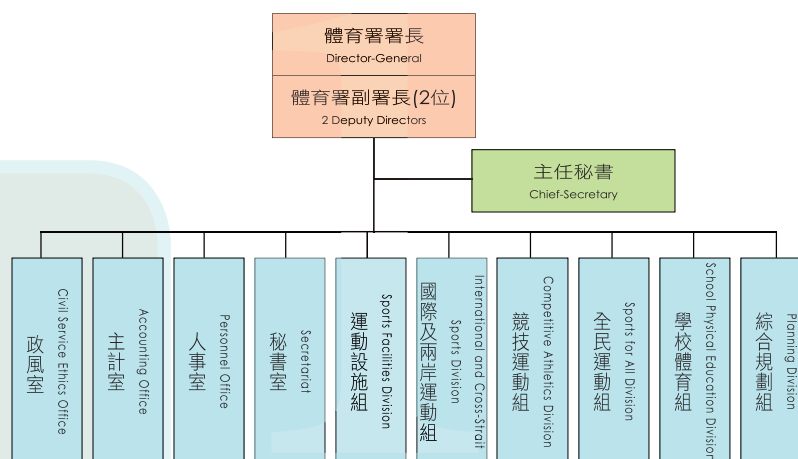 體育署署長
Director-General
體育署副署長(2位)
2 Deputy Directors
主任秘書
Chief-Secretary
政風室
Civil Service Ethics Office
主計室
Accounting Office
人事室
Personnel Office
秘書室
Secretariat
運動設施組
Sports Facilities Division
國際及兩岸運動組
International and Cross-Strait
Sports Division
競技運動組
Competitive Athletics Division
全民運動組
Sports for All Division
學校體育組
School Physical Education Division
綜合規劃組
Planning Division